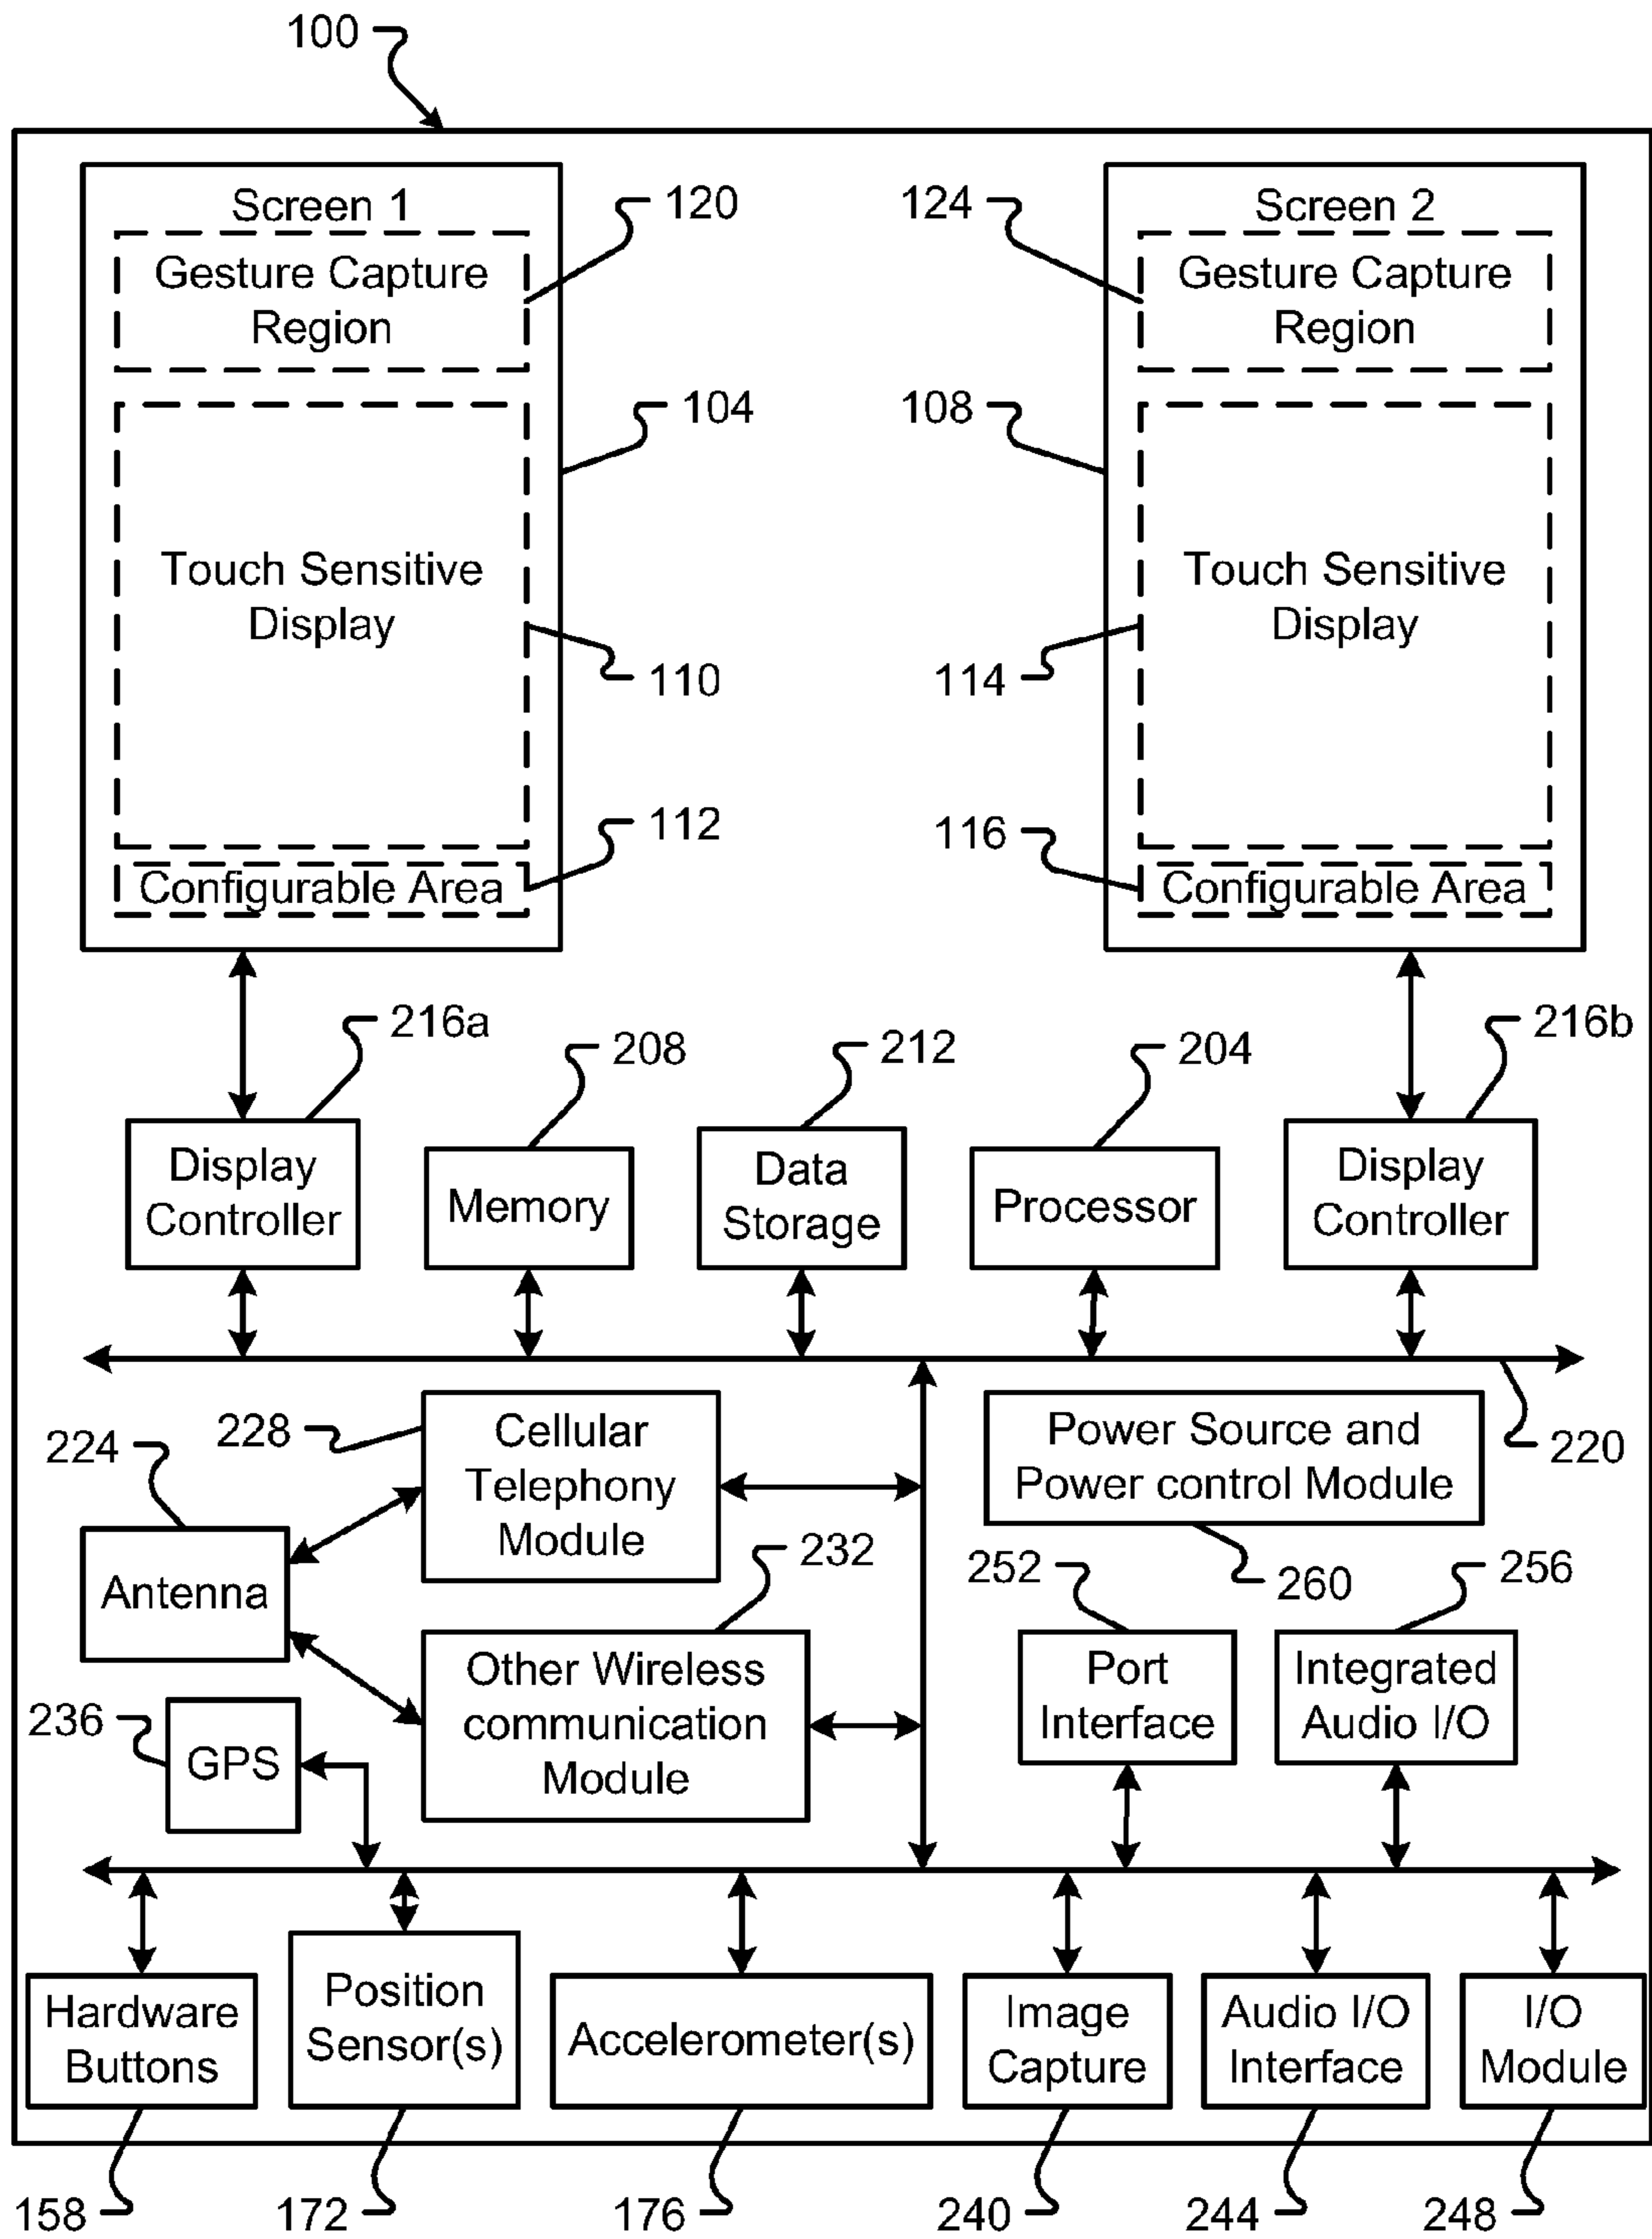 100
Screen 1
120
124
Screen 2
Gesture Capture
Region
Gesture Capture
Region
104
108
Touch Sensitive
Display
Touch Sensitive
Display
110
114
112
116
Configurable Area
Configurable Area
216a
208
212
204
216b
Display
Controller
Memory
Data
Storage
Processor
Display
Controller
228
Cellular
Telephony
Module
Power Source and
Power control Module
220
224
Antenna
232
252
260
256
Other Wireless
communication
Module
Port
Interface
Integrated
Audio I/O
236
GPS
Hardware
Buttons
Position
Sensor(s)
Accelerometer(s)
Image
Capture
Audio I/O
Interface
I/O
Module
158
172
176
240
244
248